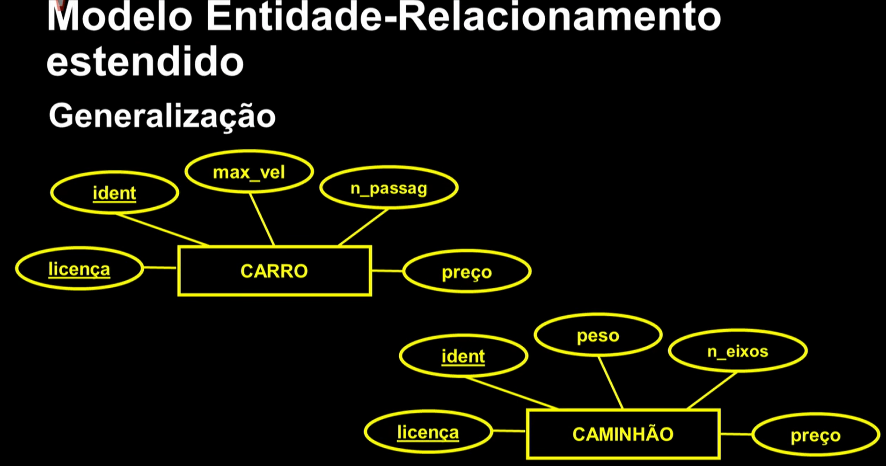 Modelo Entidade-Relacionamento
estendido
Generalização
max_vel
ident
n_passag
licença
CARRO
preço
peso
ident
n_eixos
licença
CAMINHÃO
preço